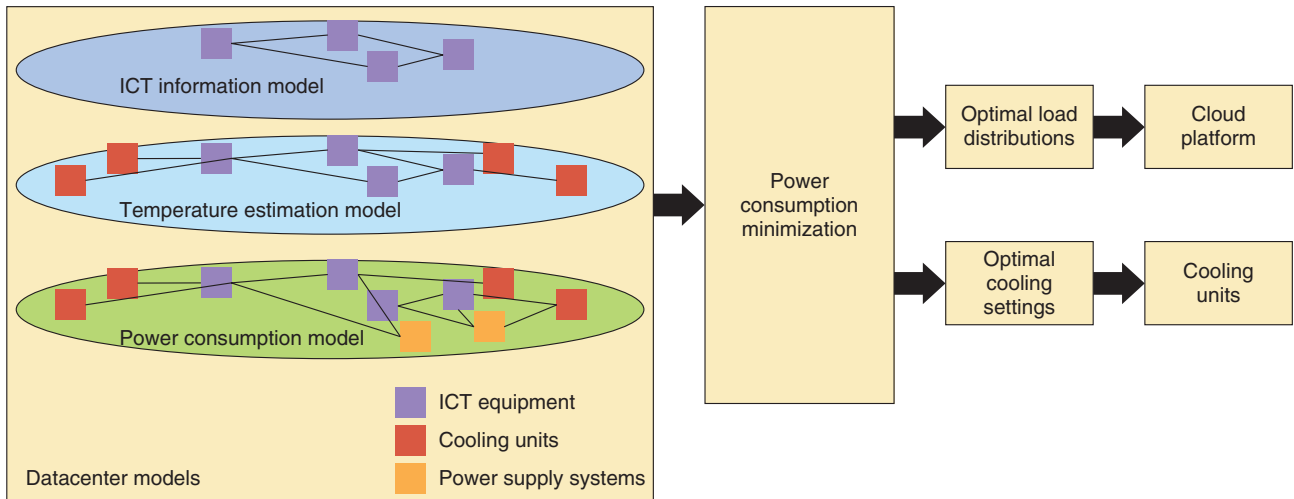 ICT information model
Temperature estimation model
Power consumption model
ICT equipment
Cooling units
Power supply systems
Datacenter models
Power
consumption
minimization
Optimal load
distributions
Cloud
platform
Optimal
cooling
settings
Cooling
units